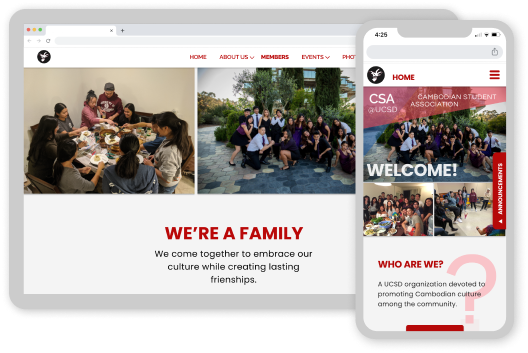 HOME ABOUT US MEMBERS EVENTS PHOT
WE'RE A FAMILY
We come together to embrace our
culture while creating lasting
frienships.
4:25
HOME
CSA
@UCSD
CAMBODIAN STUDENT
ASSOCIATION
WELCOME!
ANNOUNCEMENTS
WHO ARE WE?
?
A UCSD organization devoted to
promoting Cambodian culture
among the community.